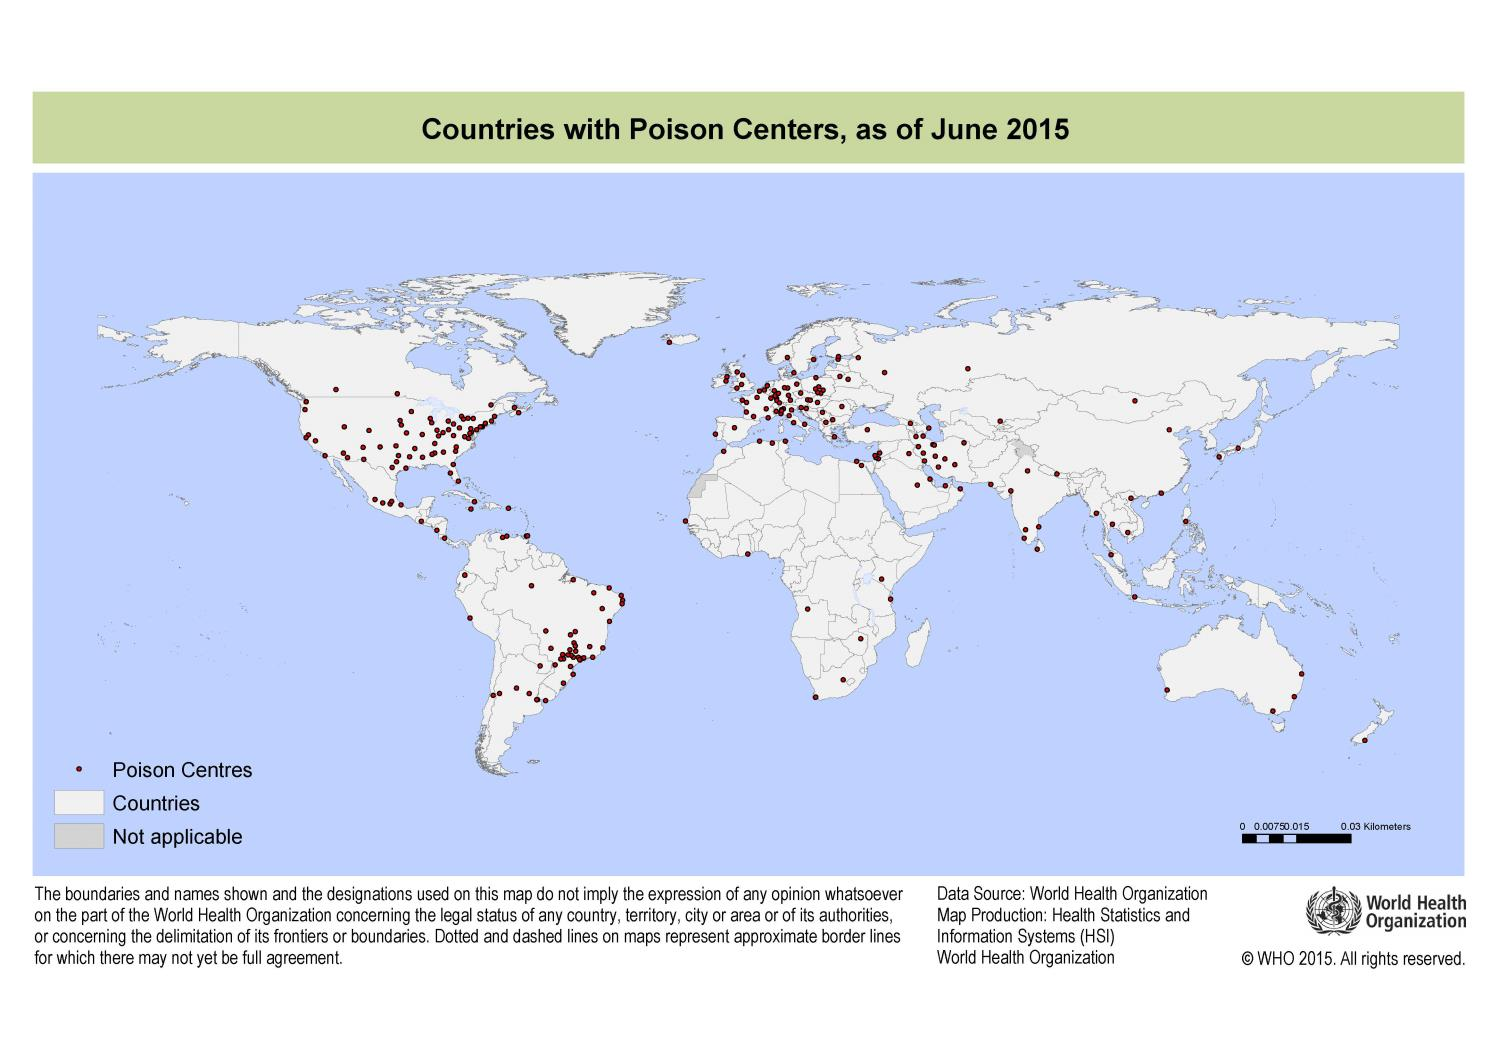 Countries with Poison Centers, as of June 2015
Poison Centres
Countries
Not applicable
0 0.00750.015 0.03 Kilometers
The boundaries and names shown and the designations used on this map do not imply the expression of any opinion whatsoever
on the part of the World Health Organization concerning the legal status of any country, territory, city or area or of its authorities,
or concerning the delimitation of its frontiers or boundaries. Dotted and dashed lines on maps represent approximate border lines
for which there may not yet be full agreement.
Data Source: World Health Organization
Map Production: Health Statistics and
Information Systems (HSI)
World Health Organization
World Health
Organization
© WHO 2015. All rights reserved.